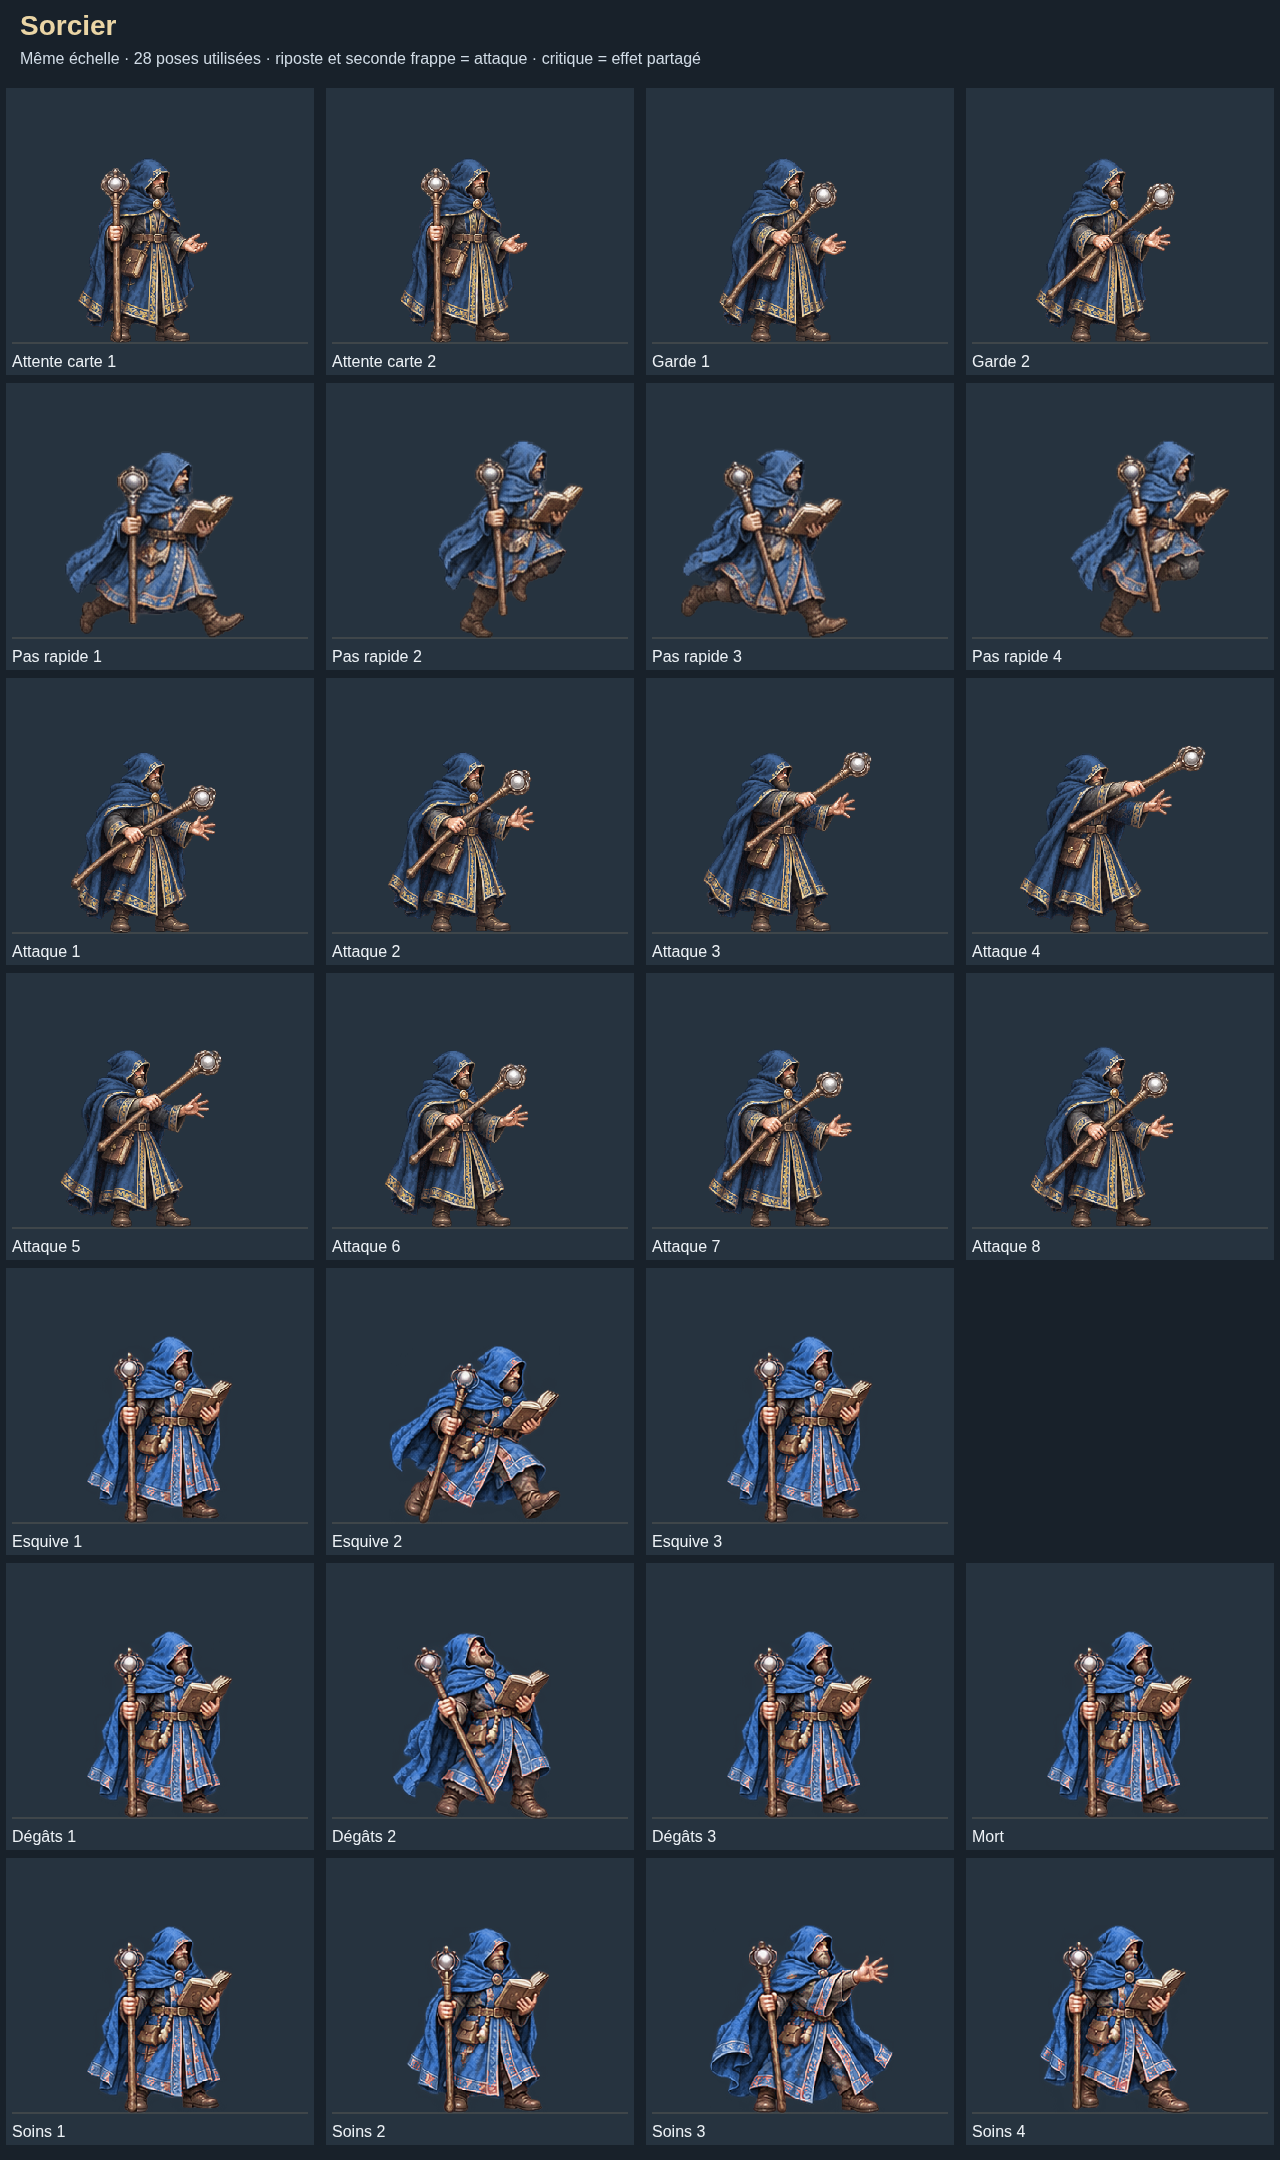 Sorcier
Même échelle · 28 poses utilisées · riposte et seconde frappe = attaque · critique = effet partagé
Attente carte 1
Attente carte 2
Garde 1
Garde 2
Pas rapide 1
Pas rapide 2
Pas rapide 3
Pas rapide 4
Attaque 1
Attaque 2
Attaque 3
Attaque 4
Attaque 5
Attaque 6
Attaque 7
Attaque 8
Esquive 1
Esquive 2
Esquive 3
Dégâts 1
Dégâts 2
Dégâts 3
Mort
Soins 1
Soins 2
Soins 3
Soins 4